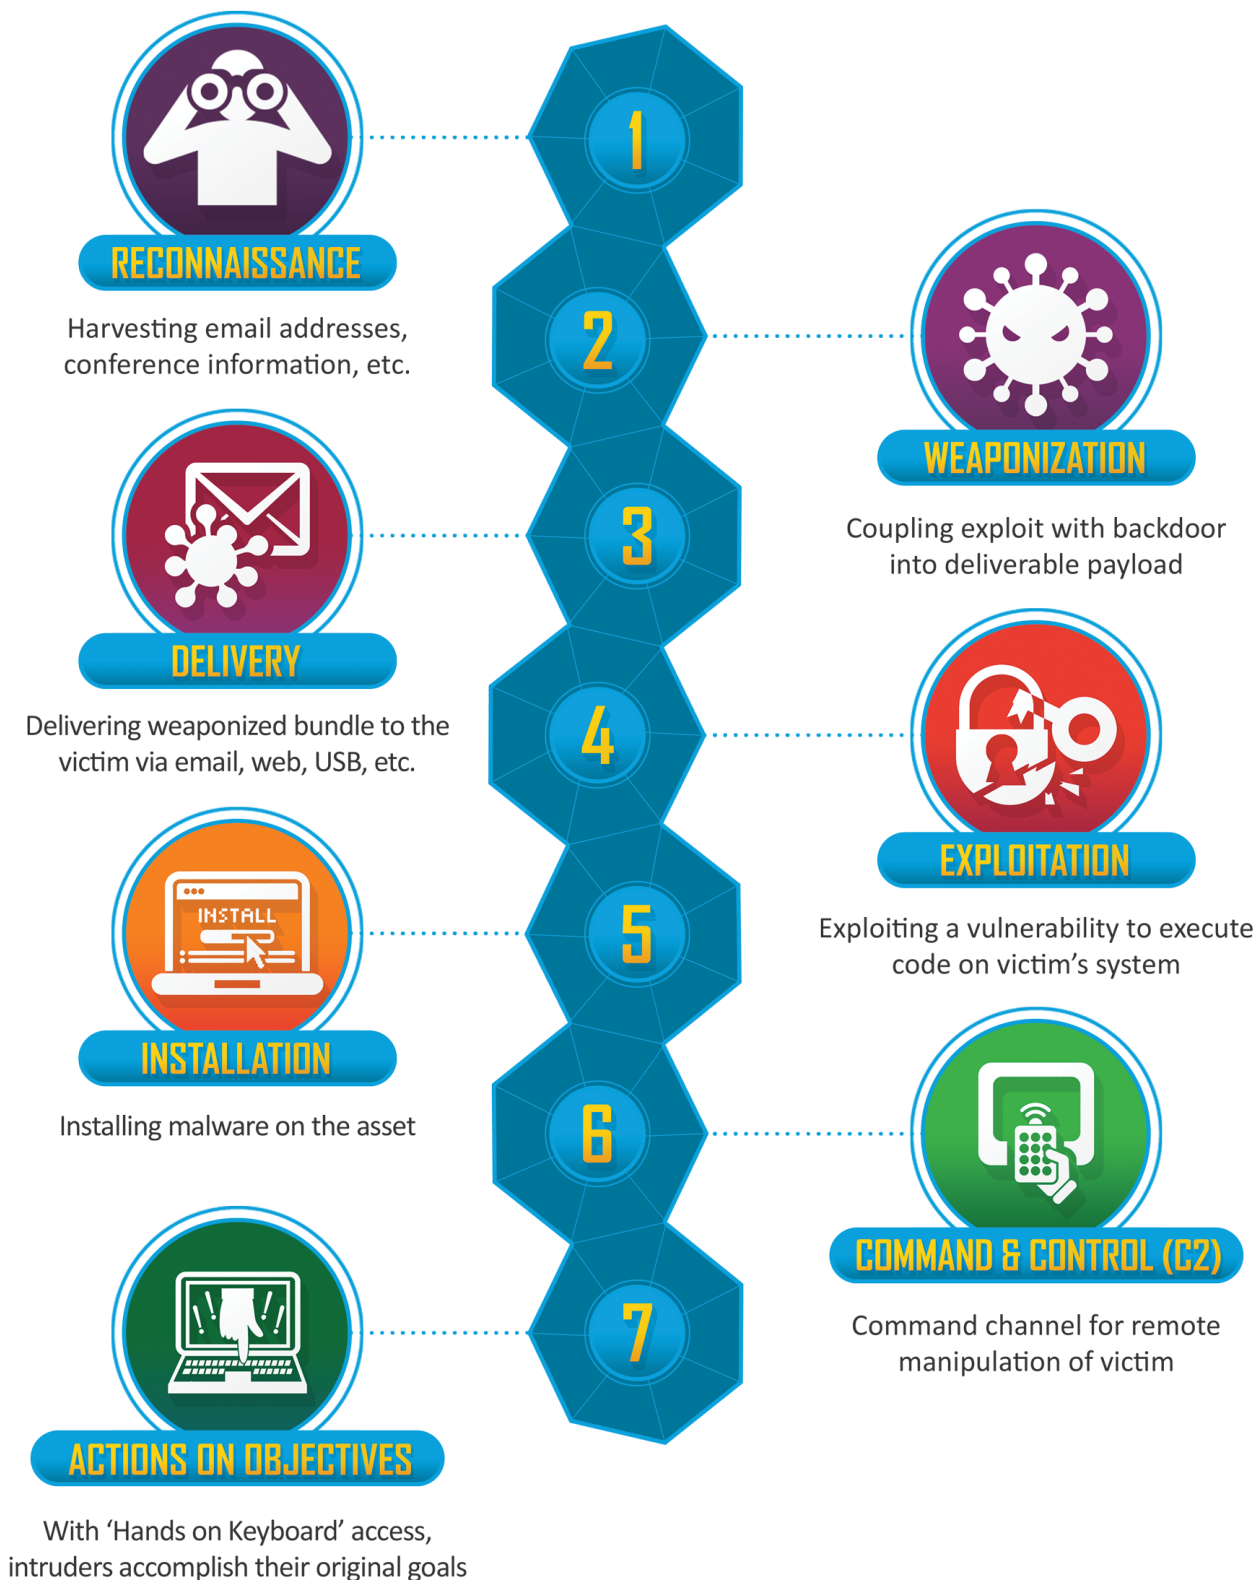 1
RECONNAISSANCE
Harvesting email addresses,
conference information, etc.
2
WEAPONIZATION
Coupling exploit with backdoor
into deliverable payload
3
DELIVERY
Delivering weaponized bundle to the
victim via email, web, USB, etc.
4
EXPLOITATION
Exploiting a vulnerability to execute
code on victim’s system
5
INSTALL
INSTALLATION
Installing malware on the asset
6
COMMAND & CONTROL (C2)
Command channel for remote
manipulation of victim
7
ACTIONS ON OBJECTIVES
With ‘Hands on Keyboard’ access,
intruders accomplish their original goals